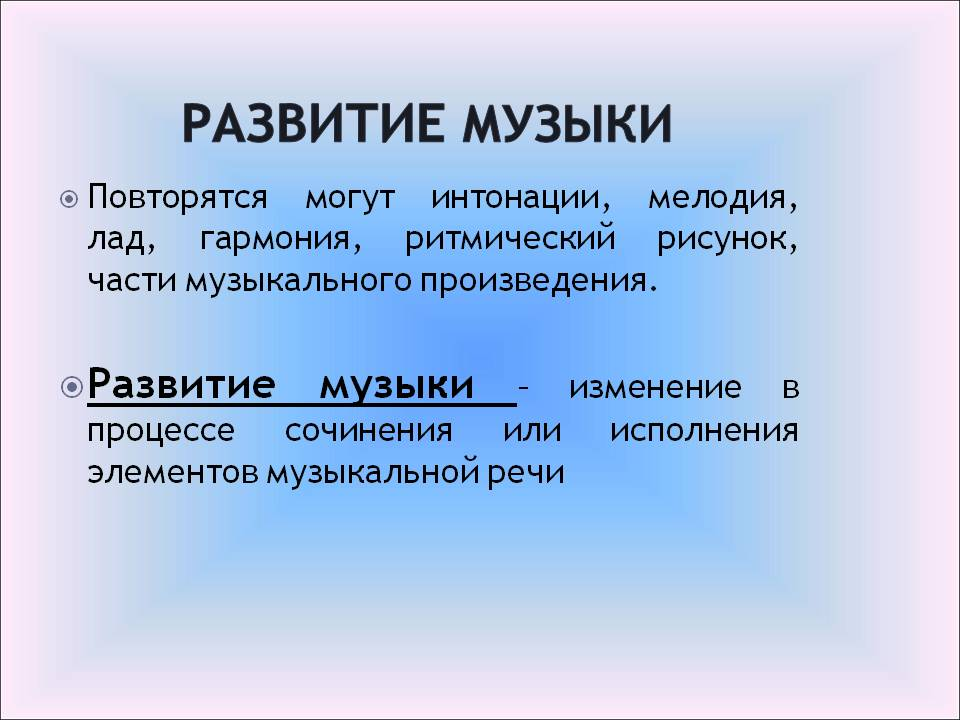 РАЗВИТИЕ МУЗЫКИ
Повторятся могут интонации, мелодия,
лад, гармония, ритмический рисунок,
части музыкального произведения.
Развитие музыки – изменение в
процессе сочинения или исполнения
элементов музыкальной речи